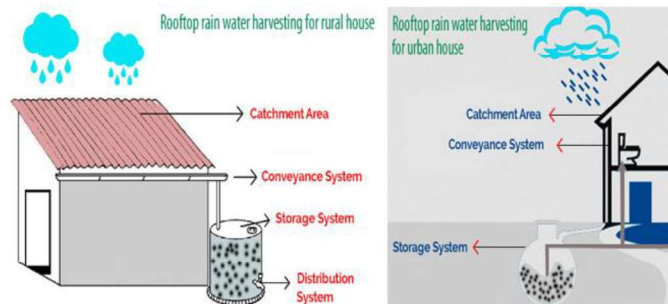 Rooftop rain water harvesting for rural house
Catchment Area
Conveyance System
Storage System
Distribution
System
Rooftop rain water harvesting
for urban house
Catchment Area
Conveyance System
Storage System